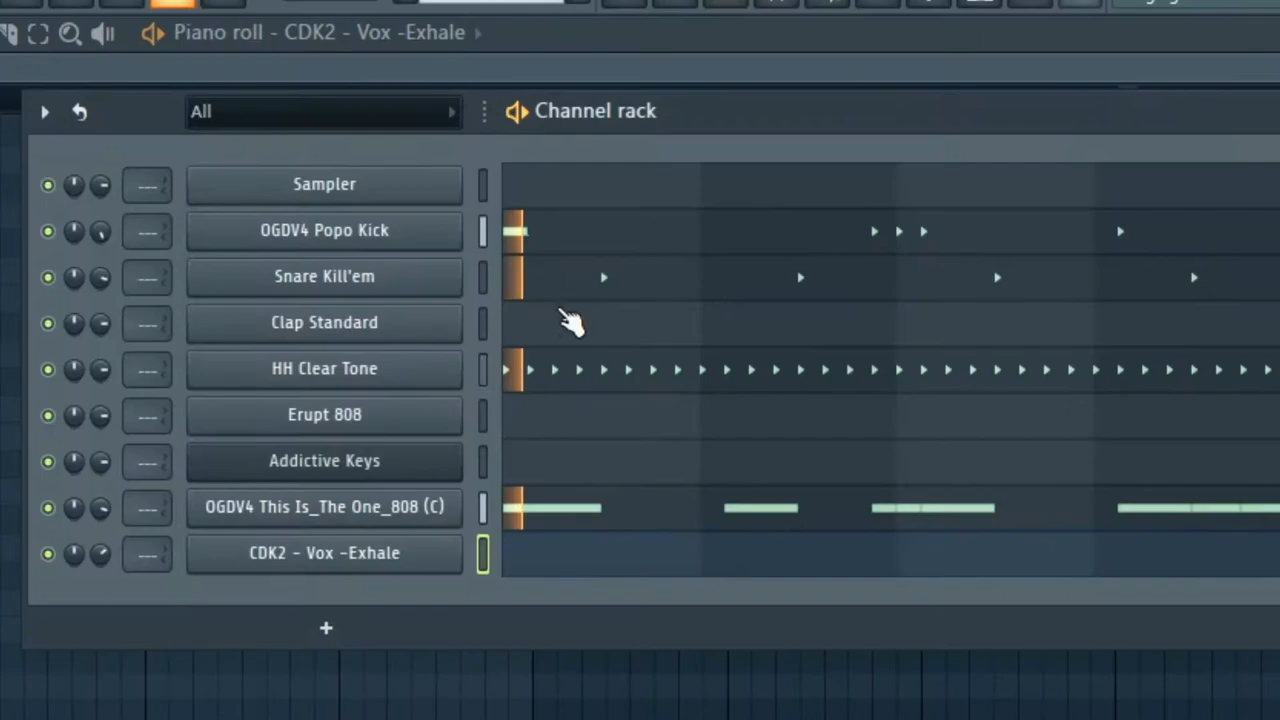 Piano roll - CDK2 - Vox -Exhale
All
Channel rack
Sampler
OGDV4 Popo Kick
Snare Kill'em
Clap Standard
HH Clear Tone
Erupt 808
Addictive Keys
OGDV4 This Is_The One_808 (C)
CDK2 - Vox -Exhale